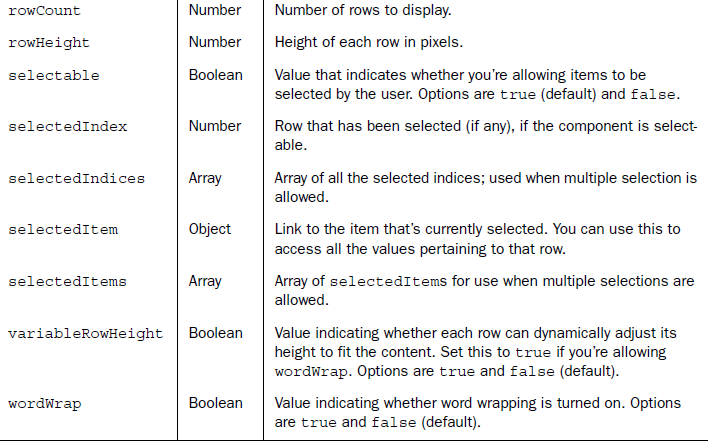 rowCount Number Number of rows to display.
rowHeight Number Height of each row in pixels.
selectable Boolean Value that indicates whether you're allowing items to be
selected by the user. Options are true (default) and false.
selectedIndex Number Row that has been selected (if any), if the component is select-
able.
selectedIndices Array Array of all the selected indices; used when multiple selection is
allowed.
selectedItem Object Link to the item that's currently selected. You can use this to
access all the values pertaining to that row.
selectedItems Array Array of selectedItems for use when multiple selections are
allowed.
variableRowHeight Boolean Value indicating whether each row can dynamically adjust its
height to fit the content. Set this to true if you're allowing
wordWrap. Options are true and false (default).
wordWrap Boolean Value indicating whether word wrapping is turned on. Options
are true and false (default).